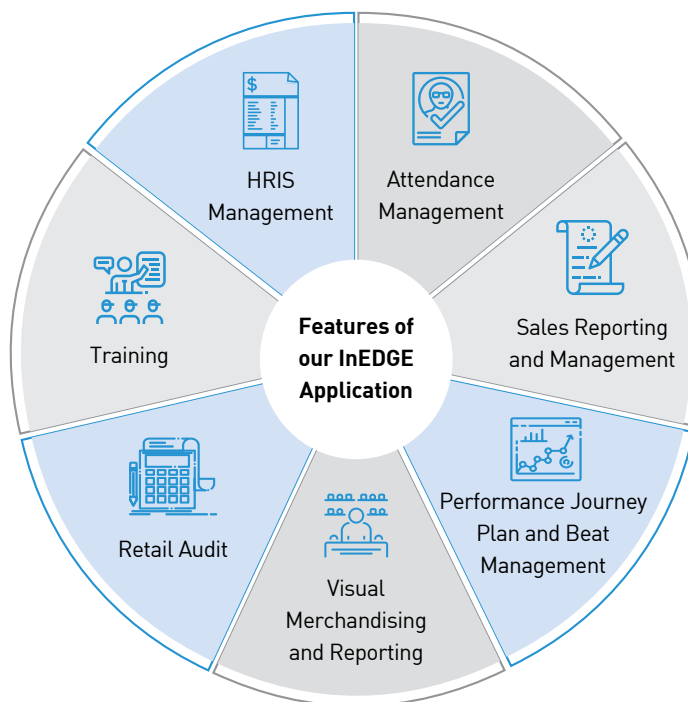 Features of
our InEDGE
Application
$
HRIS
Management
Attendance
Management
Sales Reporting
and Management
Performance Journey
Plan and Beat
Management
Visual
Merchandising
and Reporting
Retail Audit
Training